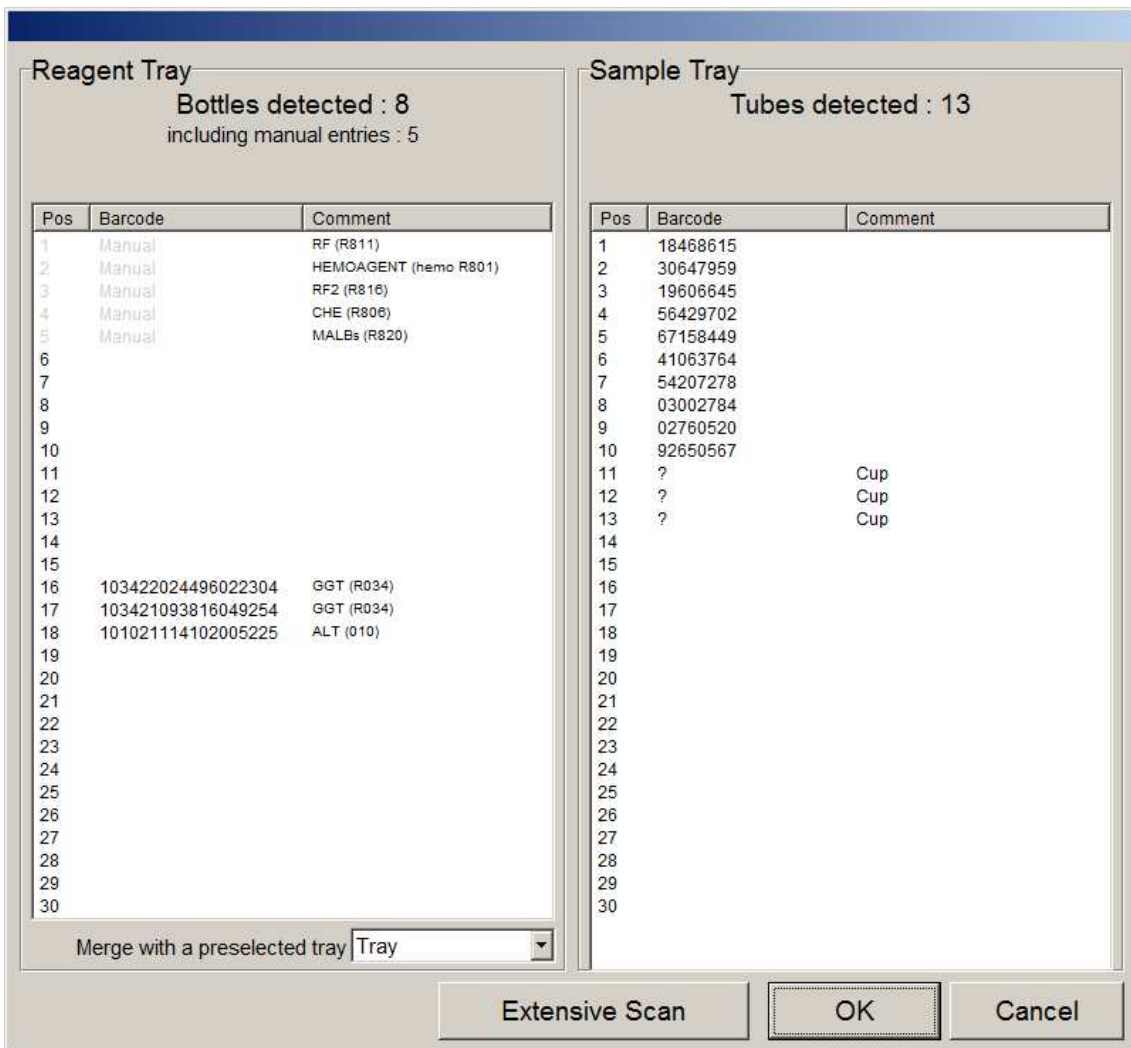 Reagent Tray
Bottles detected : 8
including manual entries : 5
Pos Barcode Comment
1 Manual RF (R811)
2 Manual HEMOAGENT (hemo R801)
3 Manual RF2 (R816)
4 Manual CHE (R806)
5 Manual MALBs (R820)
6
7
8
9
10
11
12
13
14
15
16 103422024496022304 GGT (R034)
17 103421093816049254 GGT (R034)
18 101021114102005225 ALT (010)
19
20
21
22
23
24
25
26
27
28
29
30
Merge with a preselected tray Tray
Sample Tray
Tubes detected : 13
Pos Barcode Comment
1 18468615
2 30647959
3 19606645
4 56429702
5 67158449
6 41063764
7 54207278
8 03002784
9 02760520
10 92650567
11 ? Cup
12 ? Cup
13 ? Cup
14
15
16
17
18
19
20
21
22
23
24
25
26
27
28
29
30
Extensive Scan OK Cancel